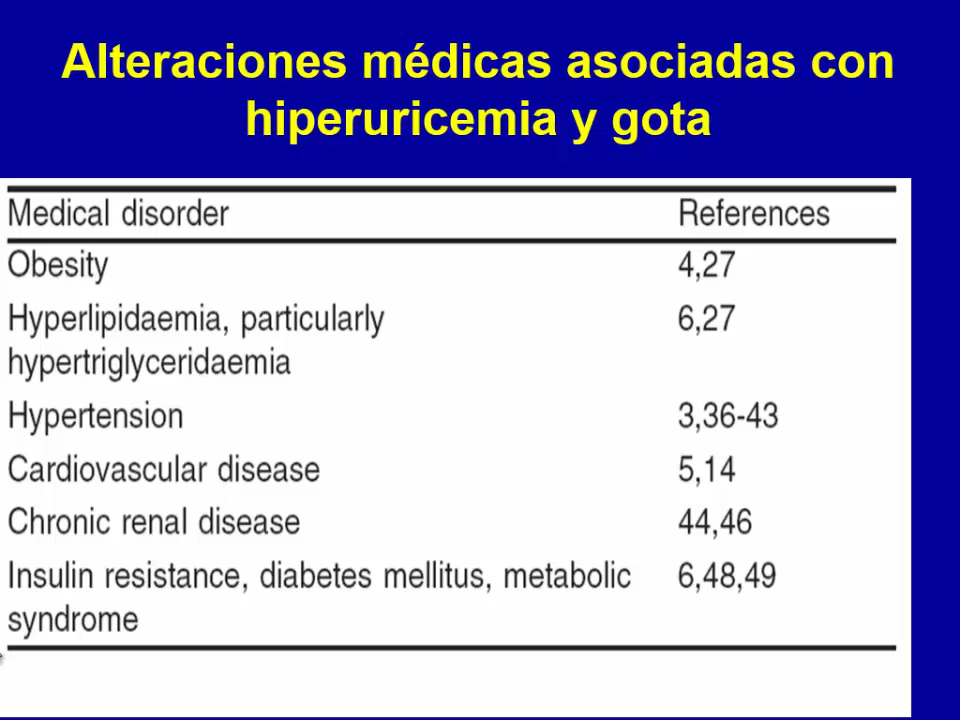 Alteraciones médicas asociadas con
hiperuricemia y gota
Medical disorder References
Obesity 4,27
Hyperlipidaemia, particularly 6,27
hypertriglyceridaemia
Hypertension 3,36-43
Cardiovascular disease 5,14
Chronic renal disease 44,46
Insulin resistance, diabetes mellitus, metabolic 6,48,49
syndrome